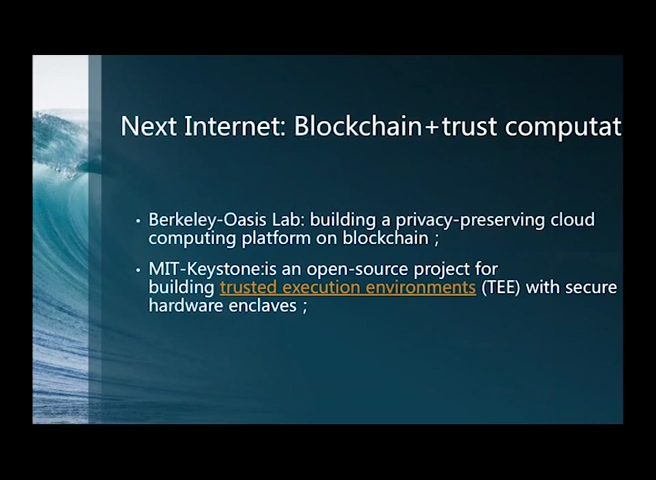 Next Internet: Blockchain+trust computat
• Berkeley-Oasis Lab: building a privacy-preserving cloud
computing platform on blockchain ;
• MIT-Keystone:is an open-source project for
building trusted execution environments (TEE) with secure
hardware enclaves ;